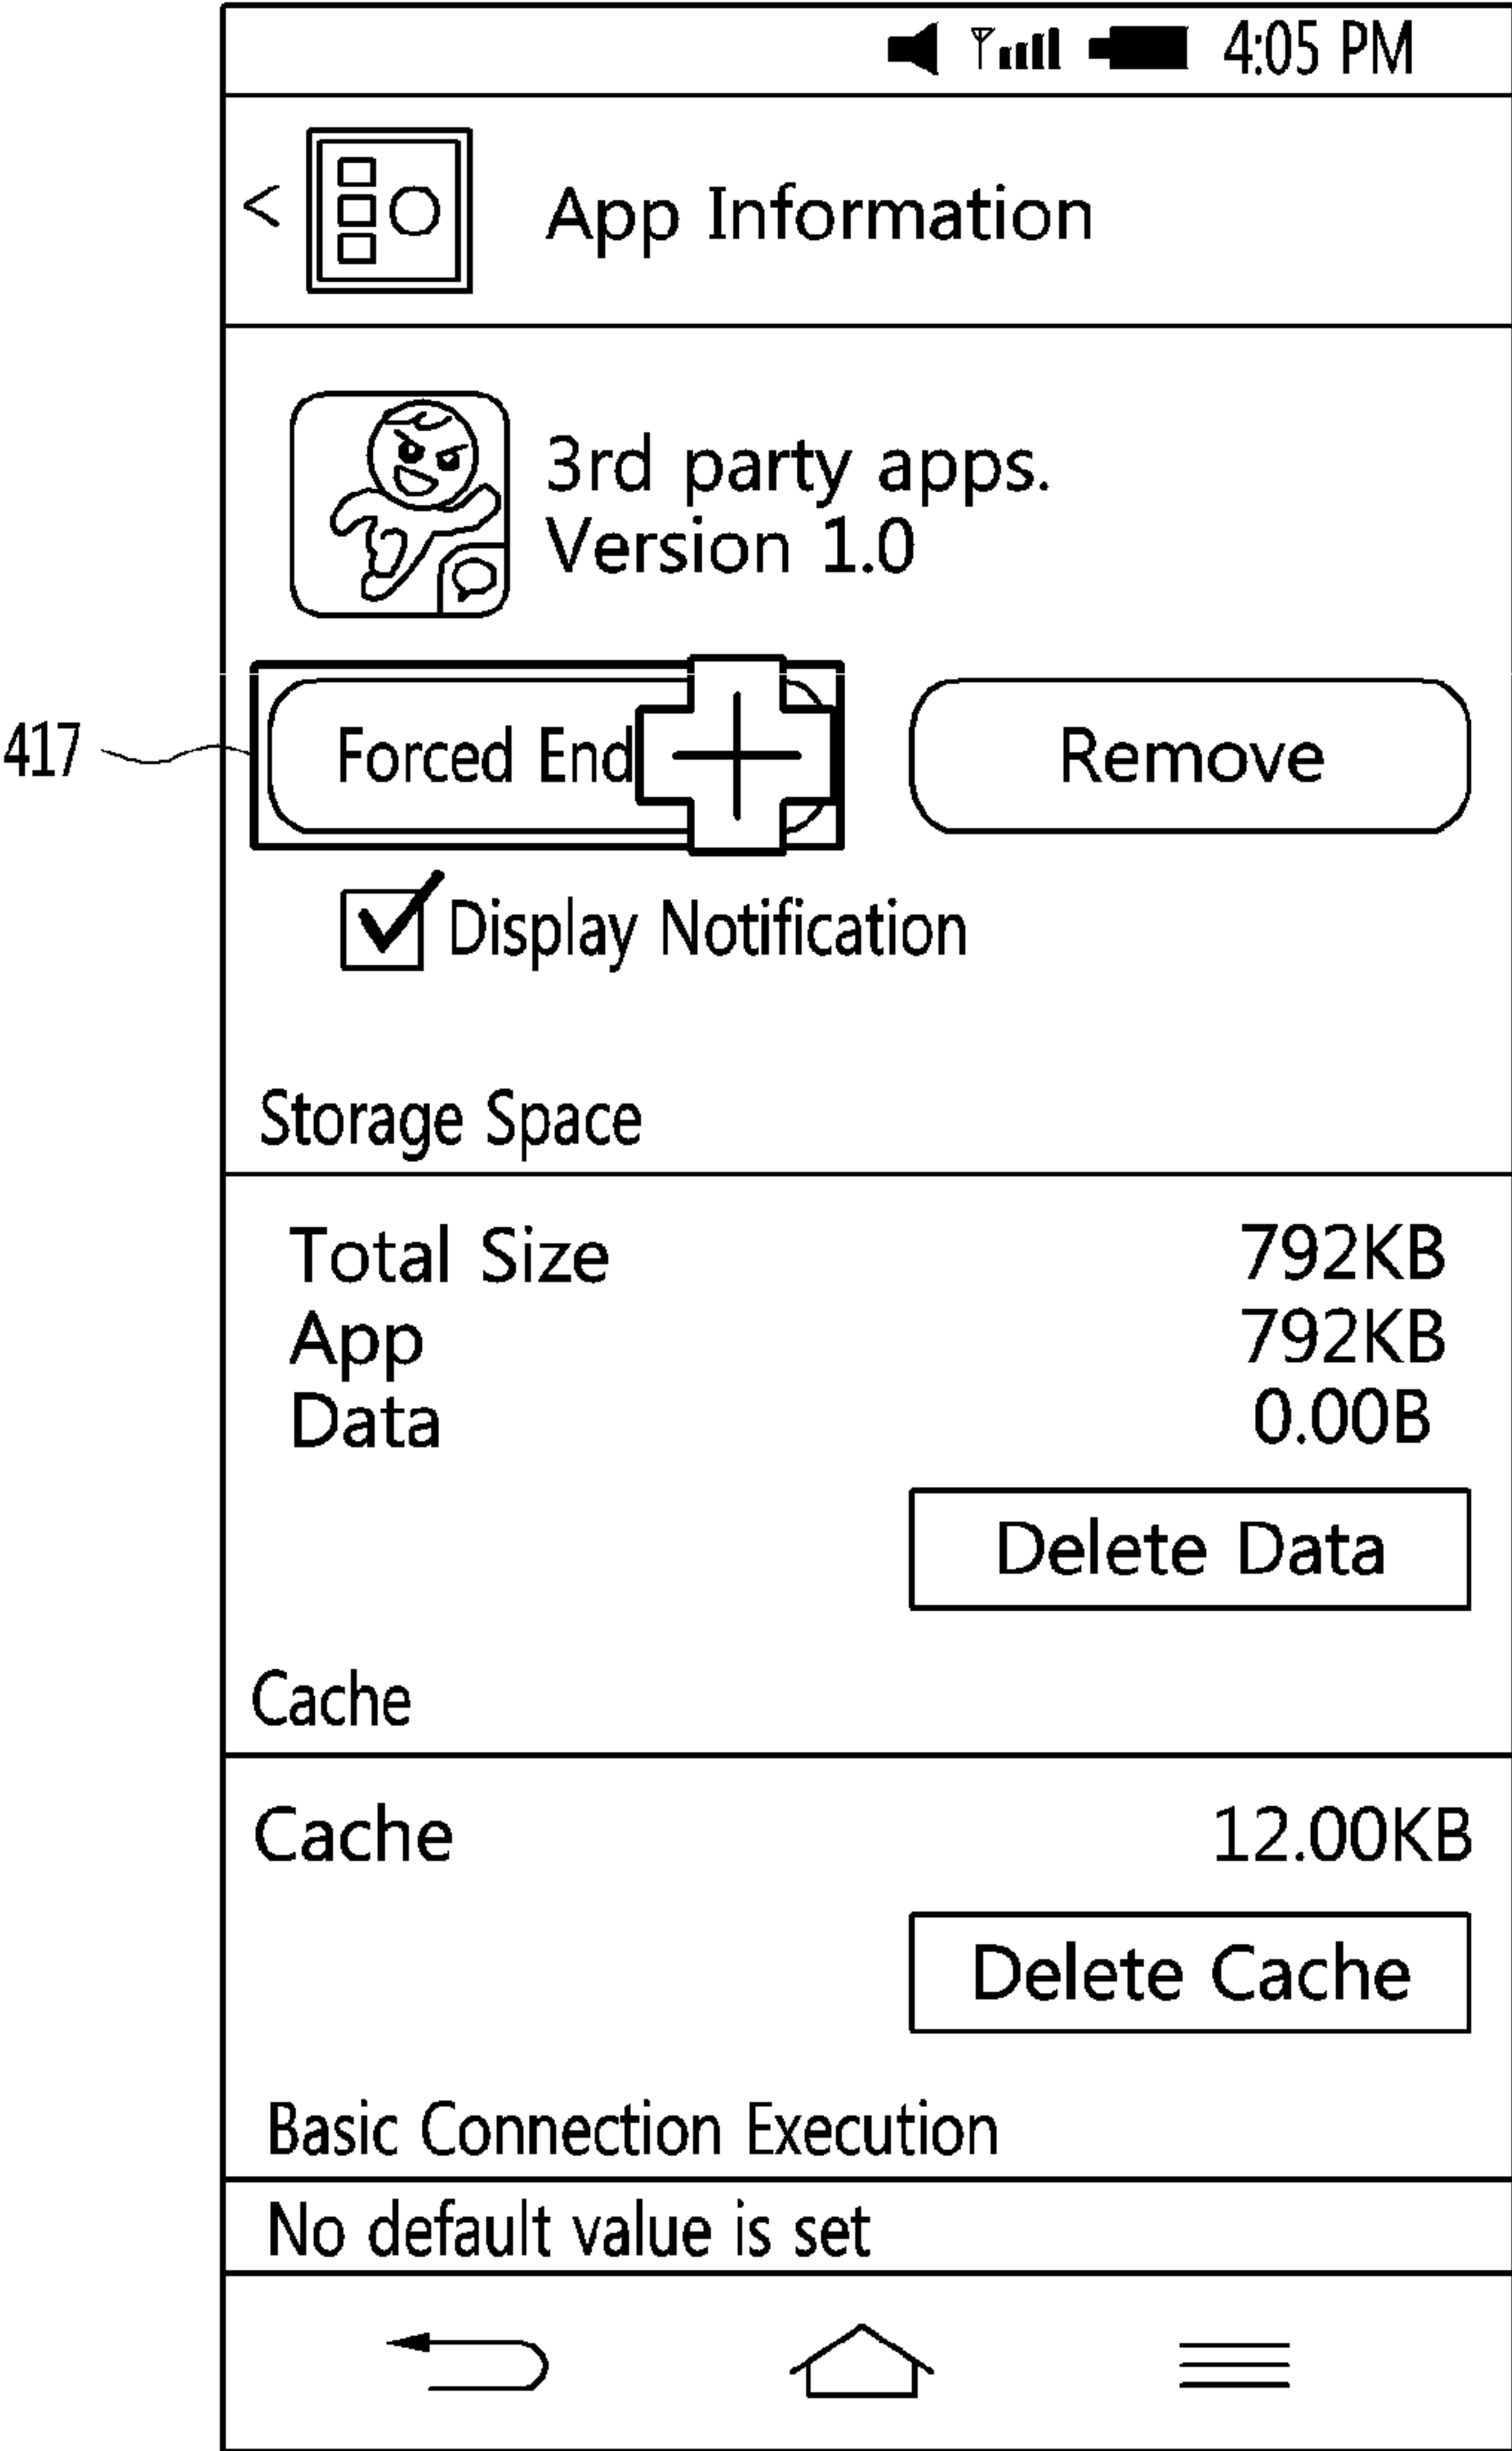 4:05 PM
< App Information
3rd party apps.
Version 1.0
417
Forced End
Remove
Display Notification
Storage Space
Total Size 792KB
App 792KB
Data 0.00B
Delete Data
Cache
Cache 12.00KB
Delete Cache
Basic Connection Execution
No default value is set